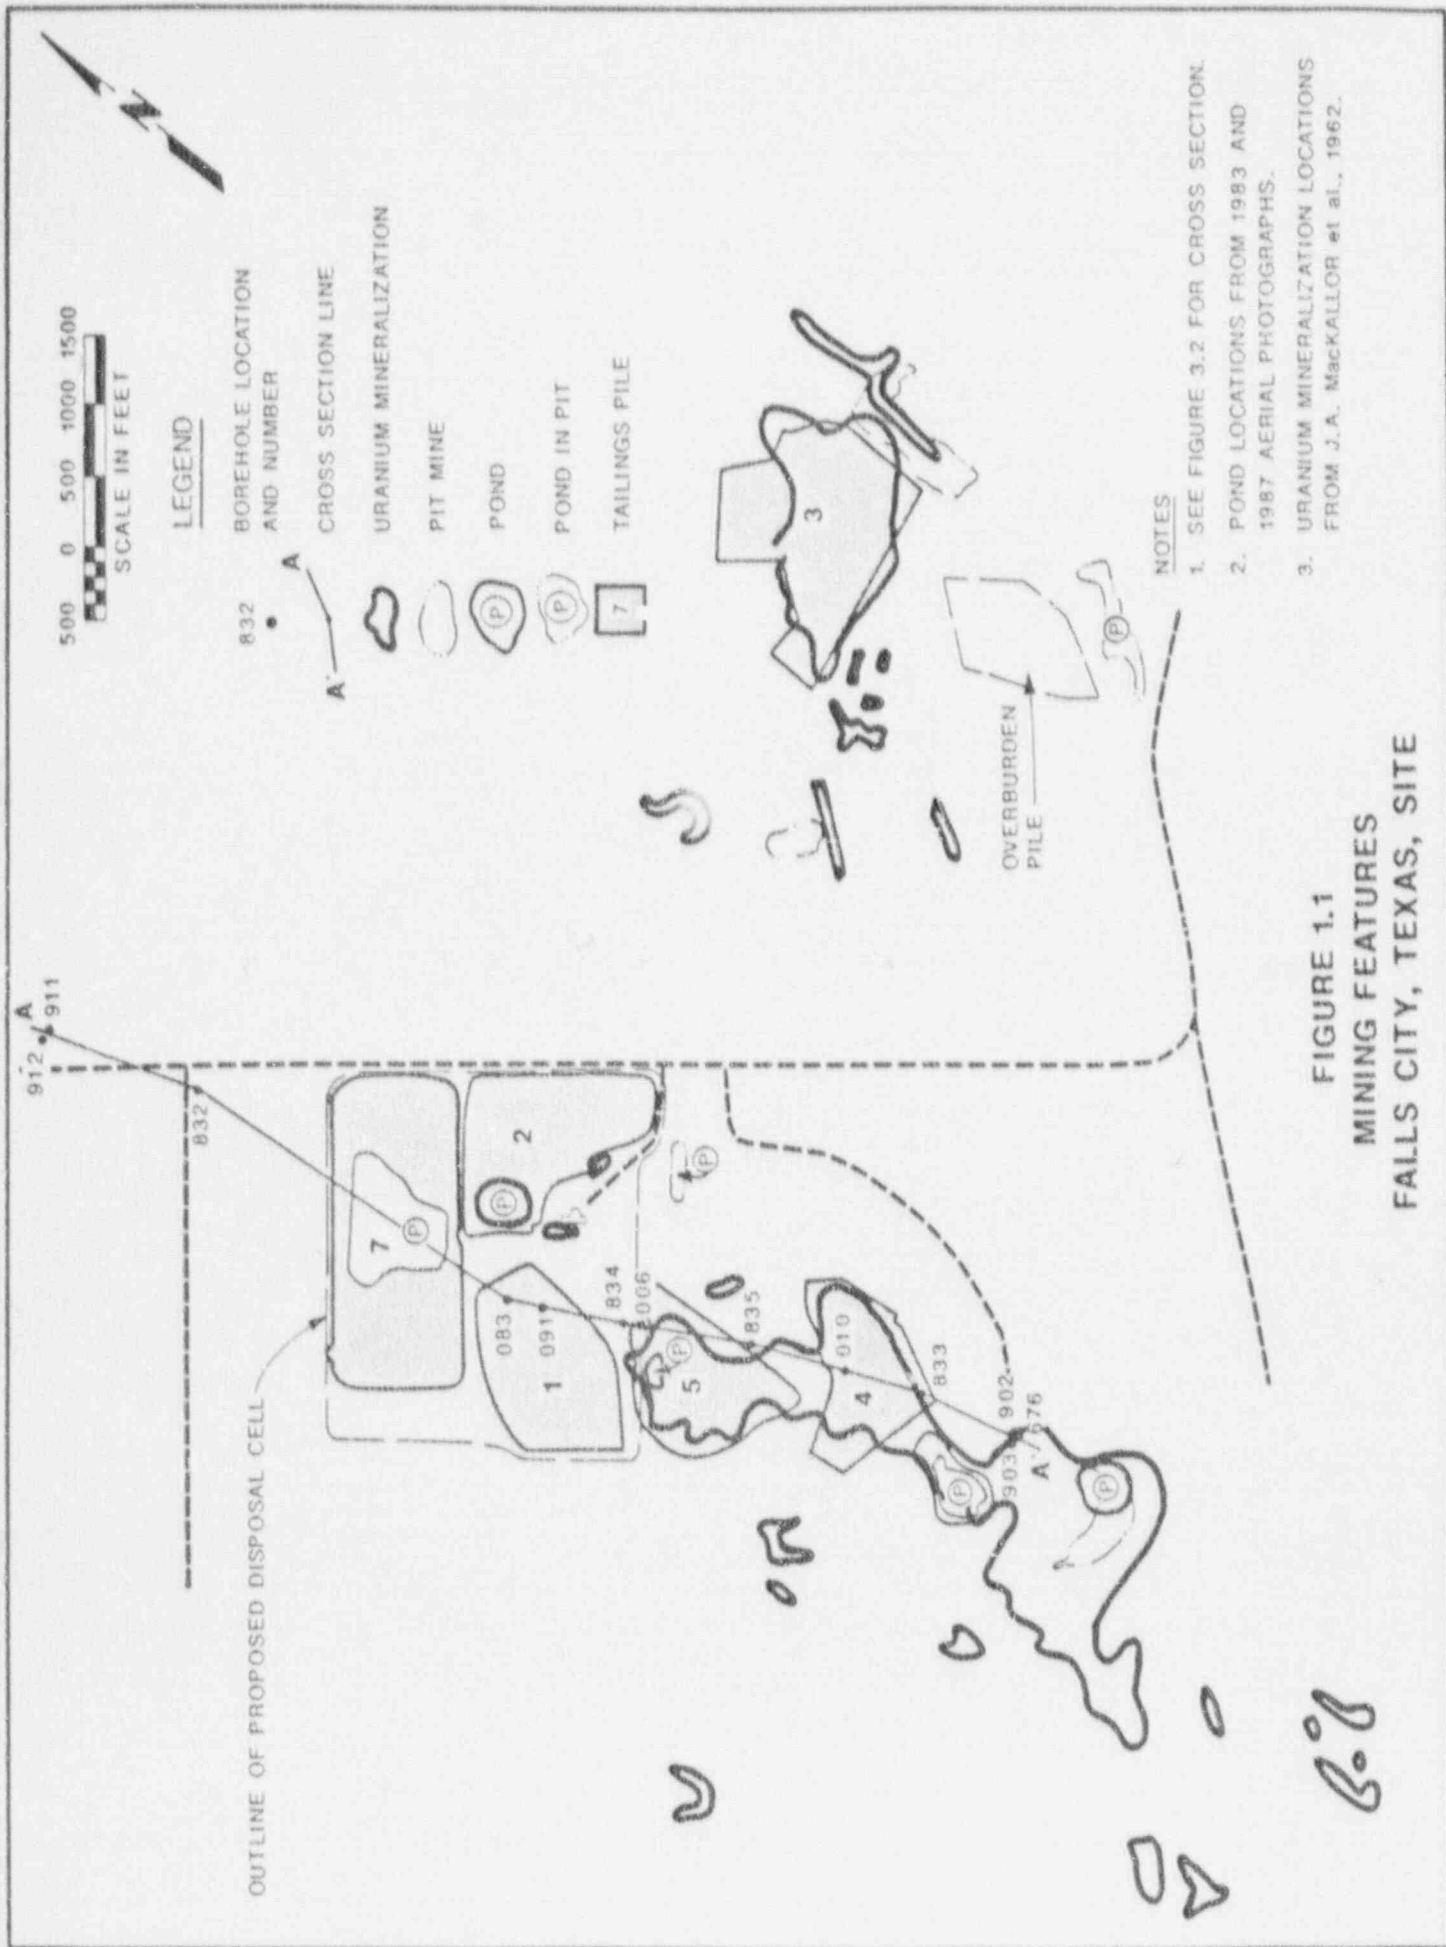 500 0 500 1000 1500
SCALE IN FEET
LEGEND
832
BOREHOLE LOCATION
AND NUMBER
A' A
CROSS SECTION LINE
URANIUM MINERALIZATION
PIT MINE
P
POND
P
POND IN PIT
7
TAILINGS PILE
N
912
A
911
832
OUTLINE OF PROPOSED DISPOSAL CELL
7
P
2
P
083
091
1
834
2006
P
P
5
835
010
4
833
902
903
A'
676
P
P
3
OVERBURDEN
PILE
P
NOTES
1. SEE FIGURE 3.2 FOR CROSS SECTION.
2. POND LOCATIONS FROM 1983 AND
1987 AERIAL PHOTOGRAPHS.
3. URANIUM MINERALIZATION LOCATIONS
FROM J.A. MacKALLOR et al., 1962.
FIGURE 1.1
MINING FEATURES
FALLS CITY, TEXAS, SITE